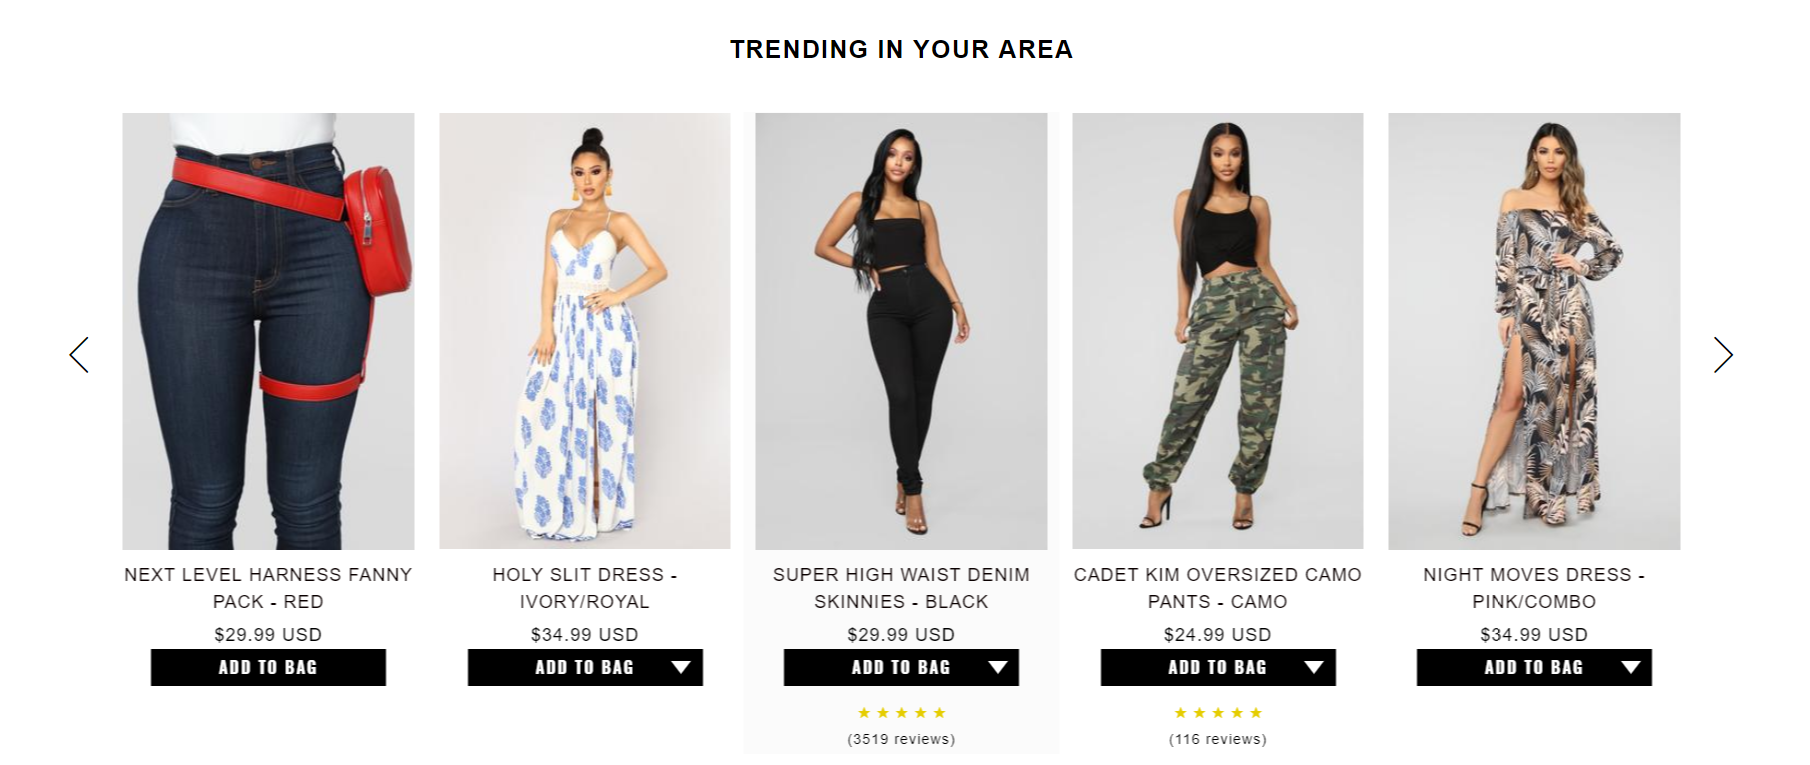 TRENDING IN YOUR AREA
NEXT LEVEL HARNESS FANNY
PACK - RED
$29.99 USD
ADD TO BAG
HOLY SLIT DRESS -
IVORY/ROYAL
$34.99 USD
ADD TO BAG
SUPER HIGH WAIST DENIM
SKINNIES - BLACK
$29.99 USD
ADD TO BAG
(3519 reviews)
CADET KIM OVERSIZED CAMO
PANTS - CAMO
$24.99 USD
ADD TO BAG
(116 reviews)
NIGHT MOVES DRESS -
PINK/COMBO
$34.99 USD
ADD TO BAG